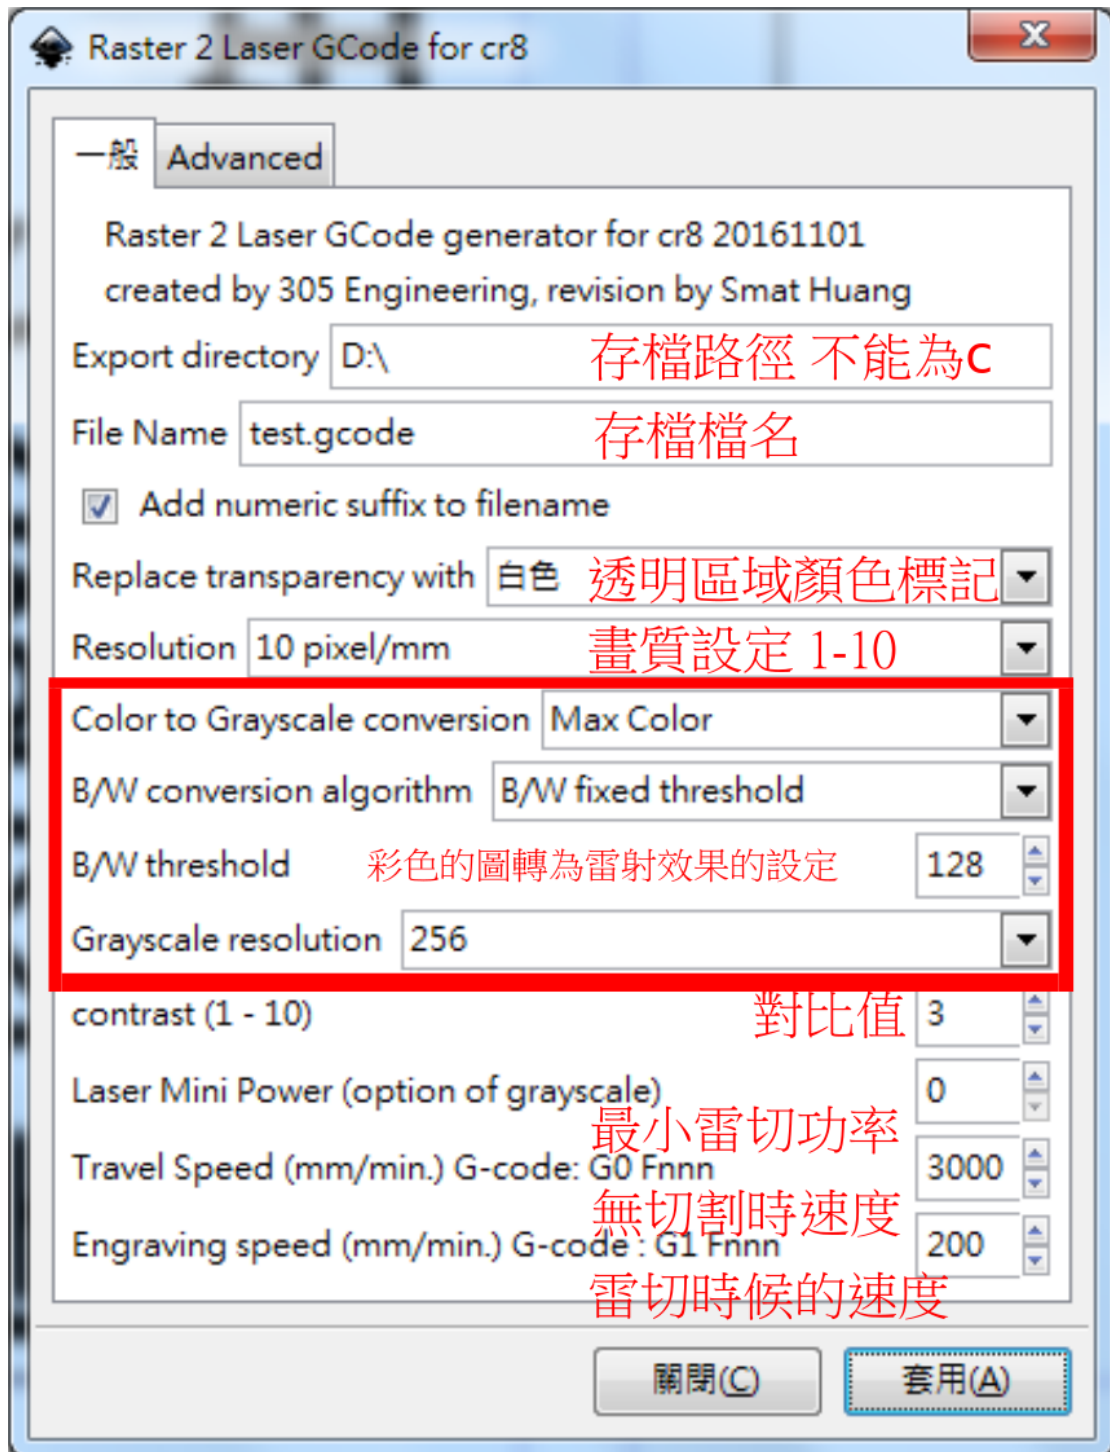 Raster 2 Laser GCode for cr8
一般 Advanced
Raster 2 Laser GCode generator for cr8 20161101
created by 305 Engineering, revision by Smat Huang
Export directory D:\ 存檔路徑 不能為c
File Name test.gcode 存檔檔名
Add numeric suffix to filename
Replace transparency with 白色 透明區域顏色標記
Resolution 10 pixel/mm 畫質設定 1-10
Color to Grayscale conversion Max Color
B/W conversion algorithm B/W fixed threshold
B/W threshold 彩色的圖轉為雷射效果的設定 128
Grayscale resolution 256
contrast (1 - 10) 對比值 3
Laser Mini Power (option of grayscale) 0
最小雷切功率
Travel Speed (mm/min.) G-code: G0 Fnnn 3000
無切割時速度
Engraving speed (mm/min.) G-code : G1 Fnnn 200
雷切時候的速度
關閉(C) 套用(A)